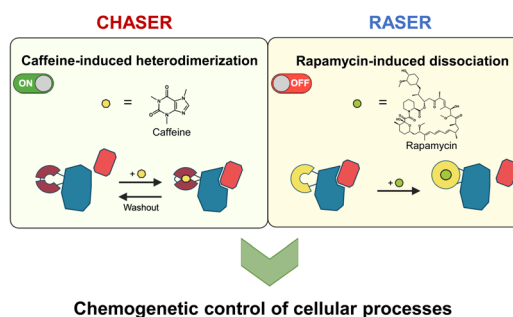 CHASER
RASER
Caffeine-induced heterodimerization
ON
=
Caffeine
+
Washout
Rapamycin-induced dissociation
OFF
=
Rapamycin
+
Chemogenetic control of cellular processes